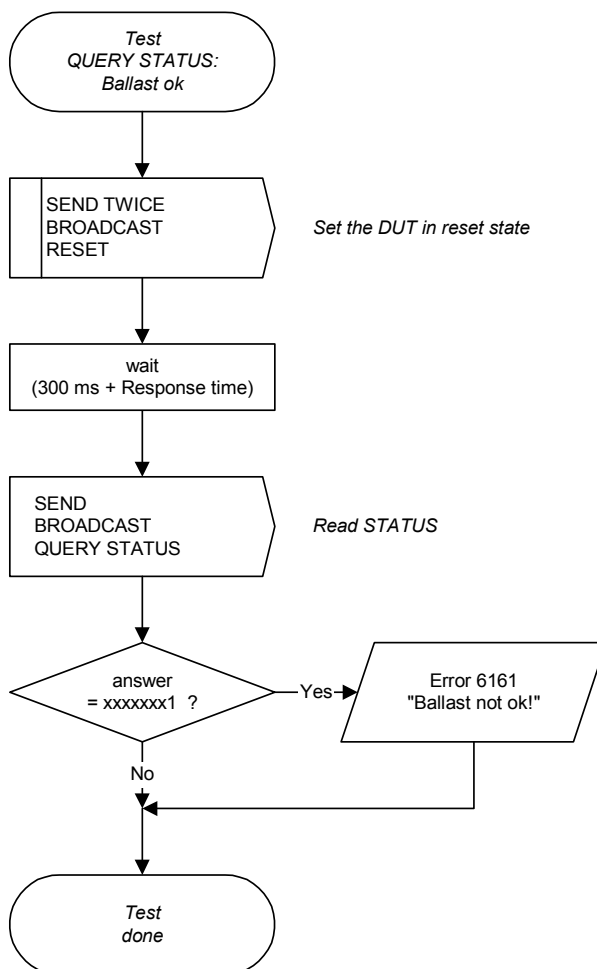 Test
QUERY STATUS:
Ballast ok
SEND TWICE
BROADCAST
RESET
Set the DUT in reset state
wait
(300 ms + Response time)
SEND
BROADCAST
QUERY STATUS
Read STATUS
answer
= xxxxxxx1 ?
Yes
Error 6161
"Ballast not ok!"
No
Test
done